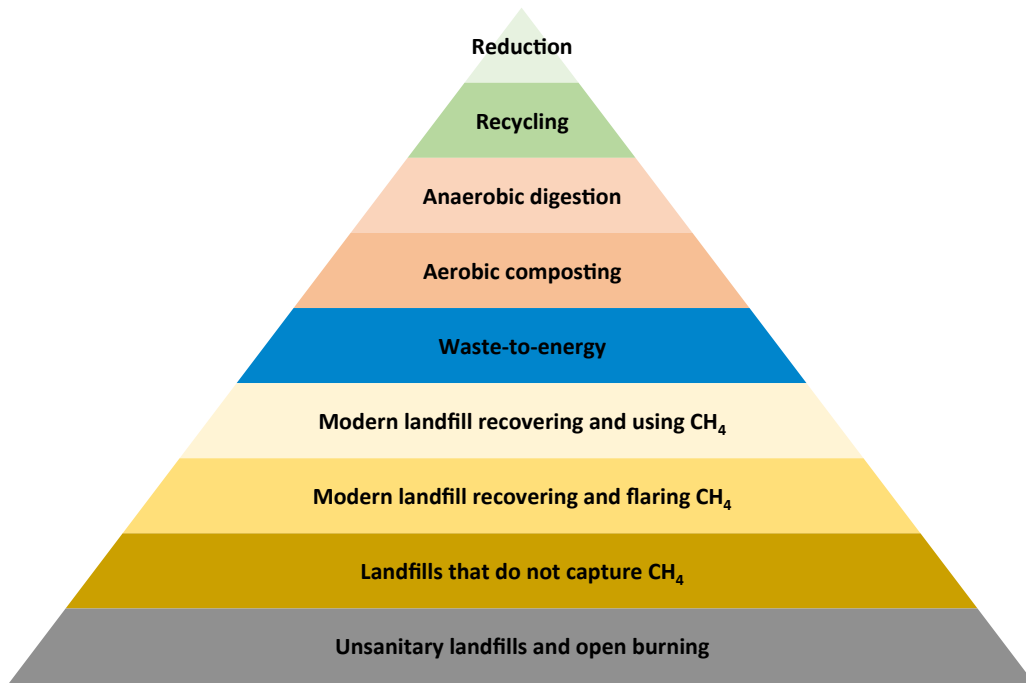 Reduction
Recycling
Anaerobic digestion
Aerobic composting
Waste-to-energy
Modern landfill recovering and using CH₄
Modern landfill recovering and flaring CH₄
Landfills that do not capture CH₄
Unsanitary landfills and open burning